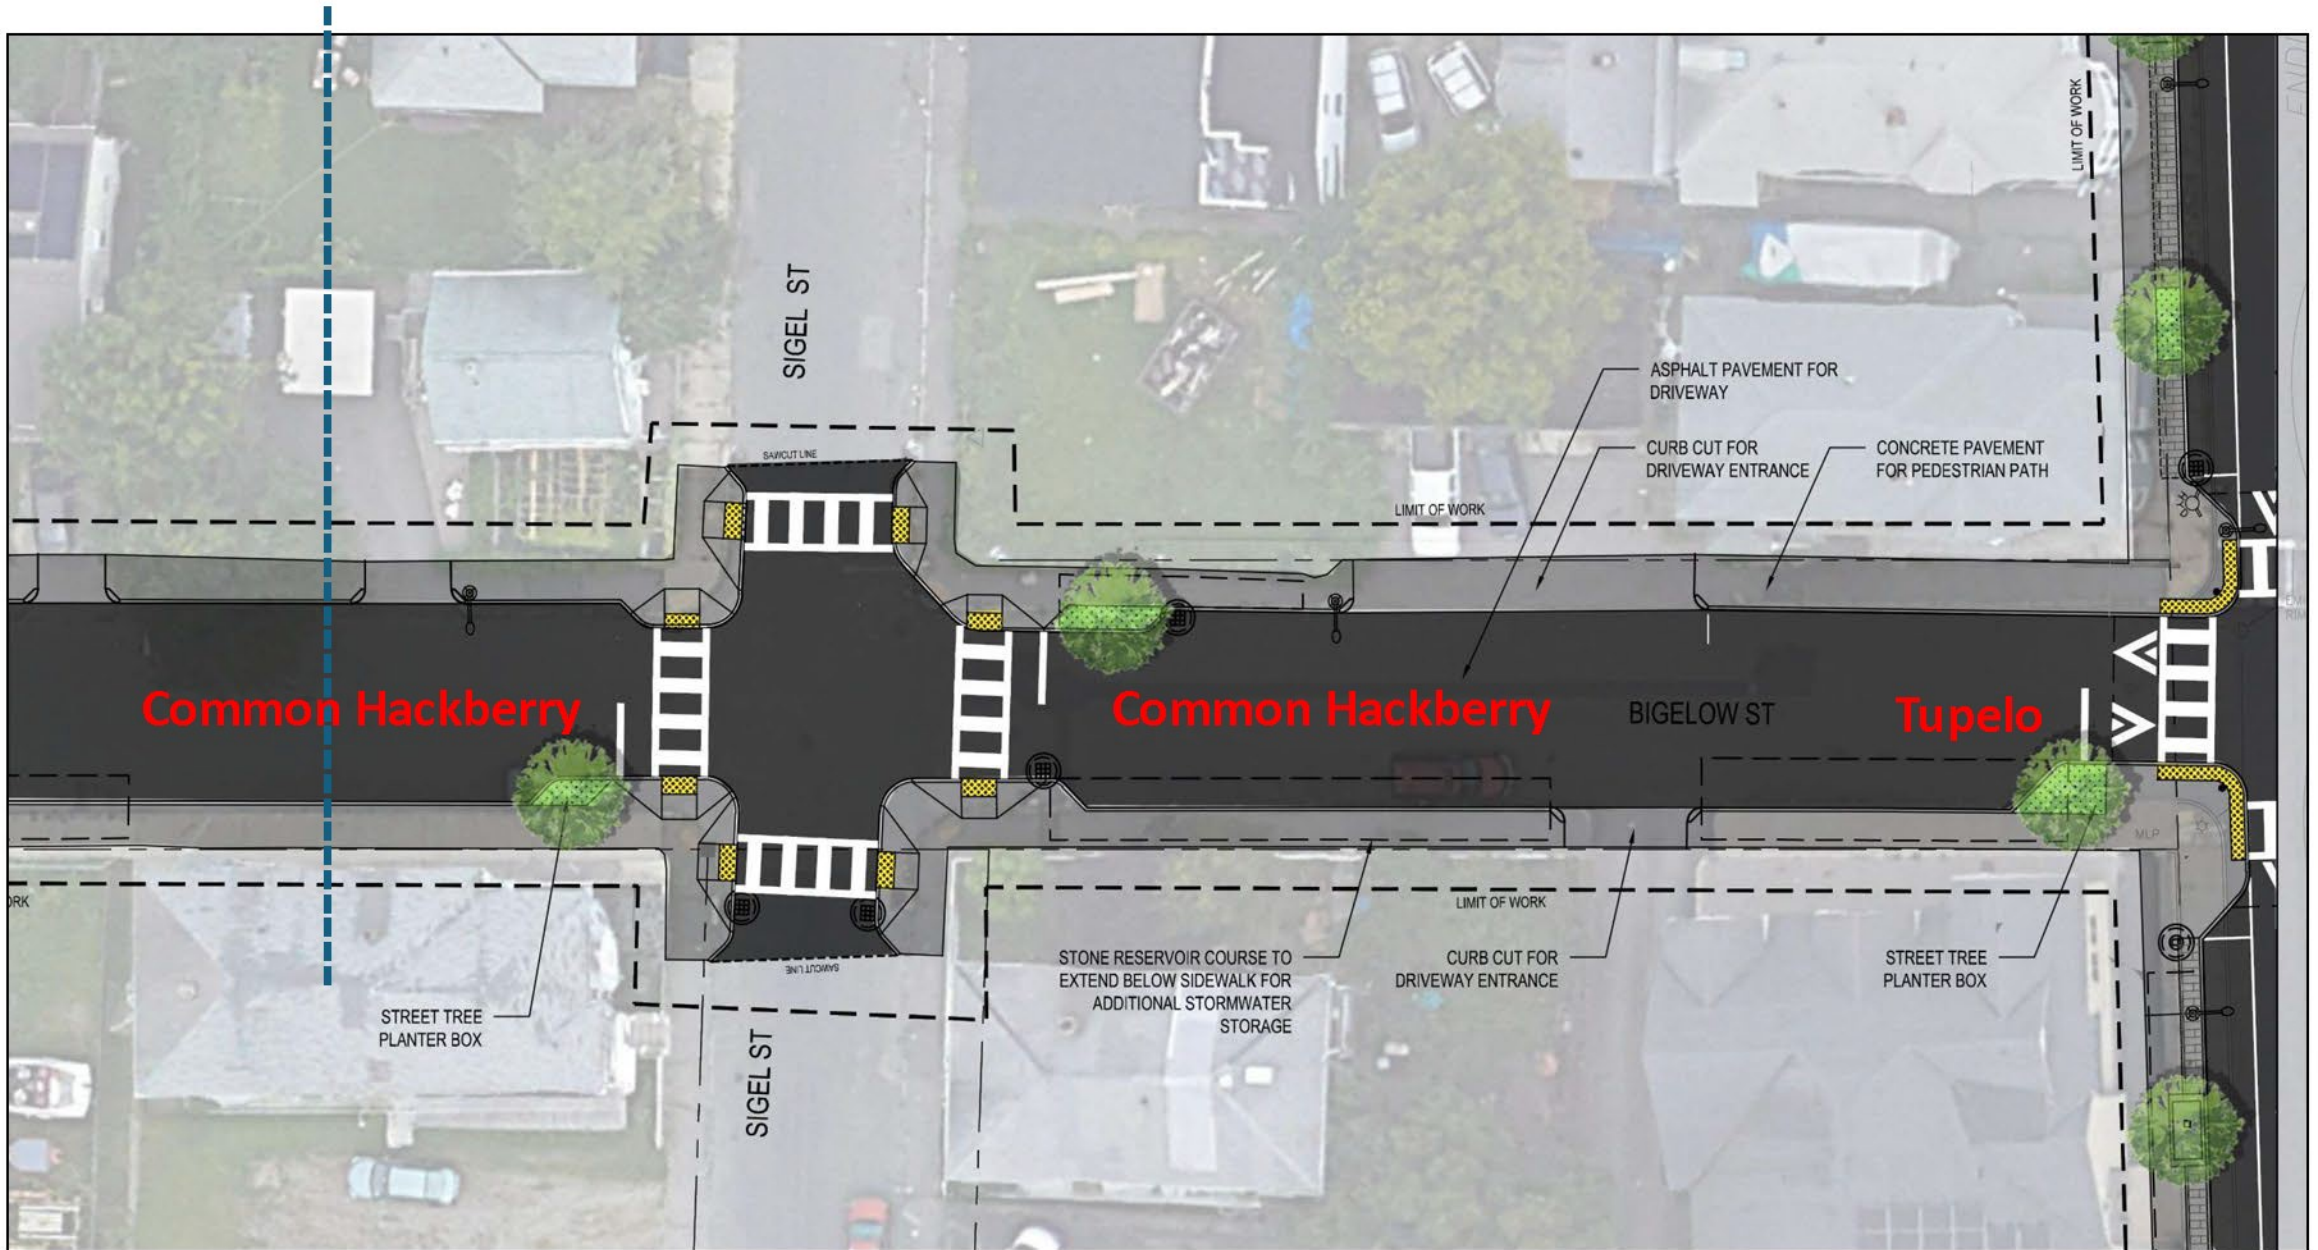 LIMIT OF WORK
SIGEL ST
ASPHALT PAVEMENT FOR
DRIVEWAY
CURB CUT FOR
DRIVEWAY ENTRANCE
CONCRETE PAVEMENT
FOR PEDESTRIAN PATH
SAWCUT LINE
LIMIT OF WORK
Common Hackberry
Common Hackberry
BIGELOW ST
Tupelo
MLP
ORK
LIMIT OF WORK
STONE RESERVOIR COURSE TO
EXTEND BELOW SIDEWALK FOR
ADDITIONAL STORMWATER
STORAGE
CURB CUT FOR
DRIVEWAY ENTRANCE
STREET TREE
PLANTER BOX
SAWCUT LINE
STREET TREE
PLANTER BOX
SIGEL ST